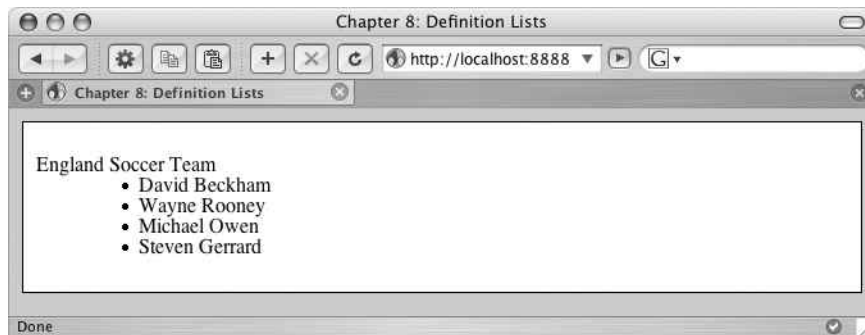 Chapter 8: Definition Lists
http://localhost:8888
G
Chapter 8: Definition Lists
England Soccer Team
• David Beckham
• Wayne Rooney
• Michael Owen
• Steven Gerrard
Done